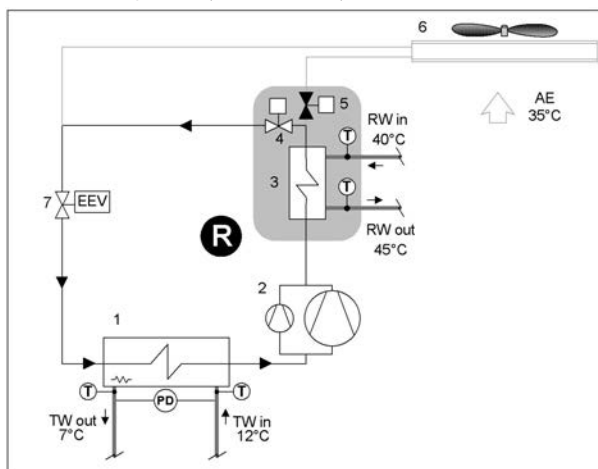 6
AE
35°C
5
4
T
RW in
40°C
3
T
RW out
45°C
7
EEV
R
2
1
T
PD
T
TW out
7°C
TW in
12°C